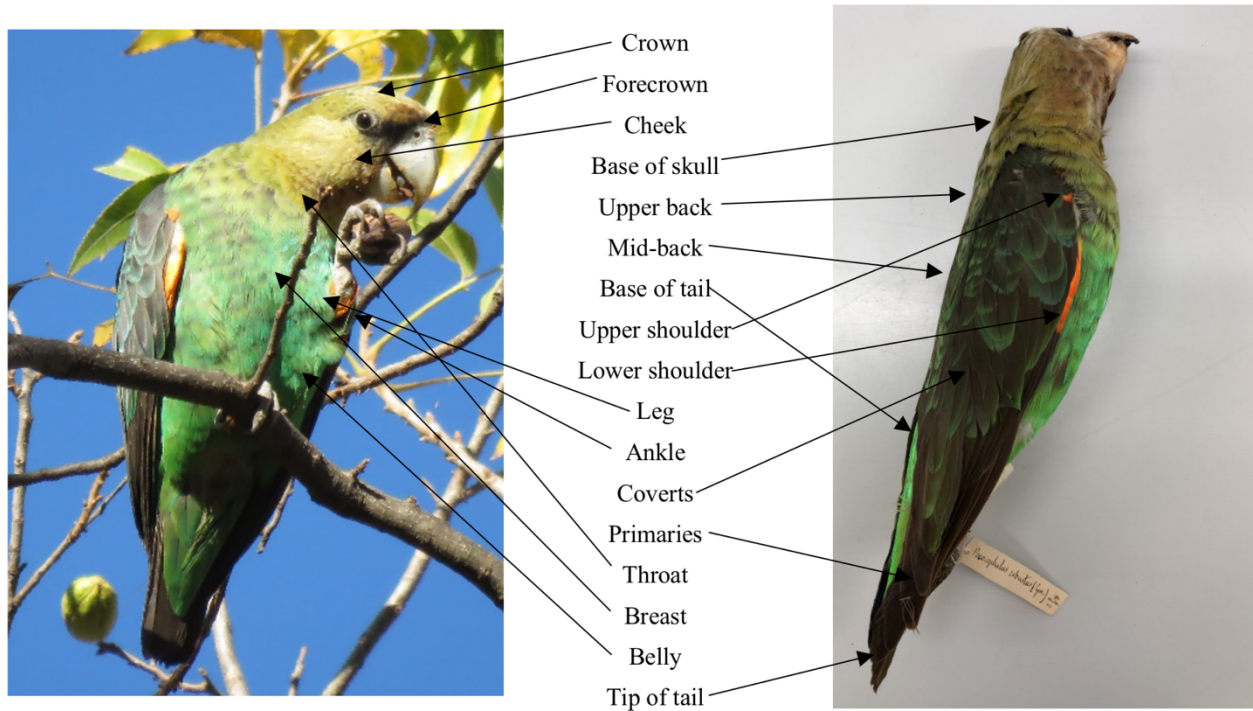 Crown
Forecrown
Cheek
Base of skull
Upper back
Mid-back
Base of tail
Upper shoulder
Lower shoulder
Leg
Ankle
Coverts
Primaries
Throat
Breast
Belly
Tip of tail